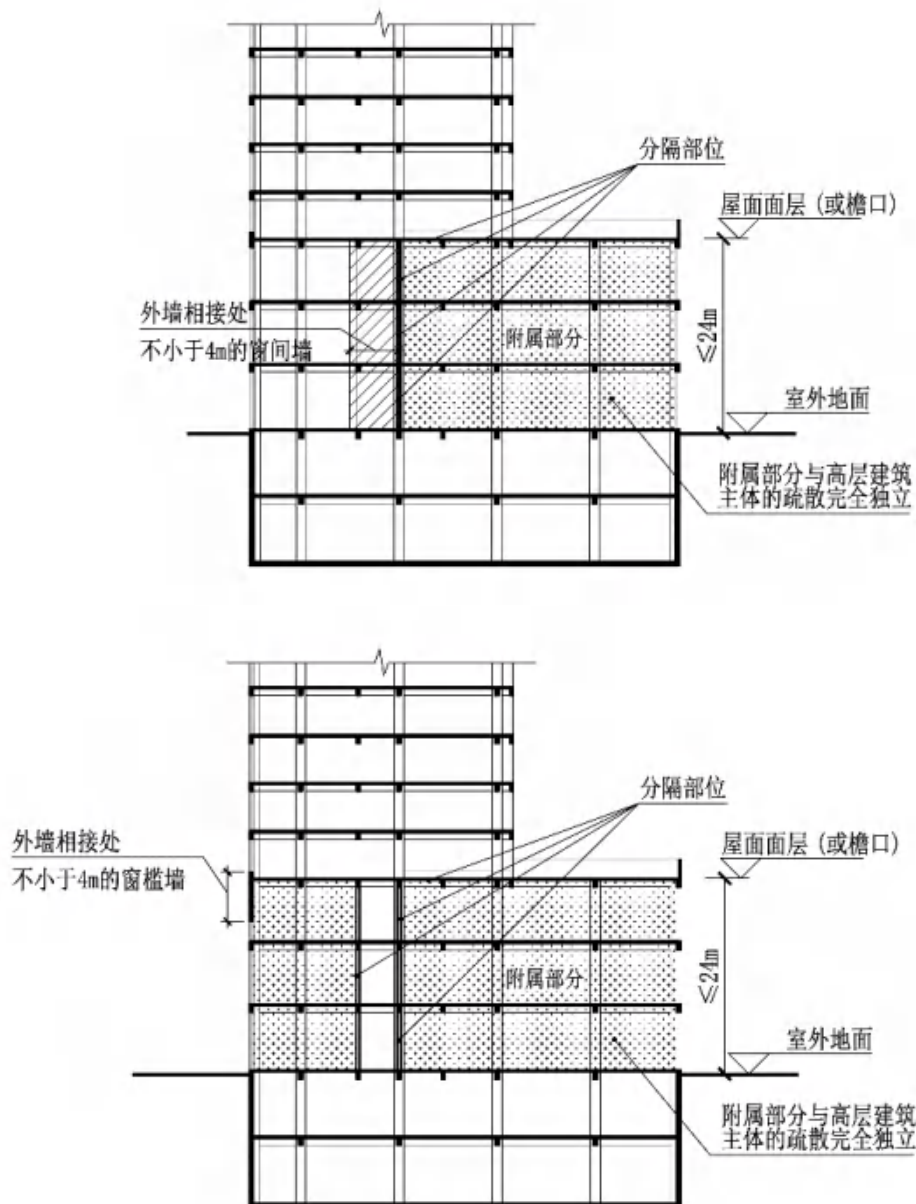 分隔部位
屋面面层 (或檐口)
外墙相接处
不小于4m的窗间墙
附属部分
≤24m
室外地面
附属部分与高层建筑
主体的疏散完全独立
分隔部位
外墙相接处
不小于4m的窗槛墙
屋面面层 (或檐口)
附属部分
≤24m
室外地面
附属部分与高层建筑
主体的疏散完全独立